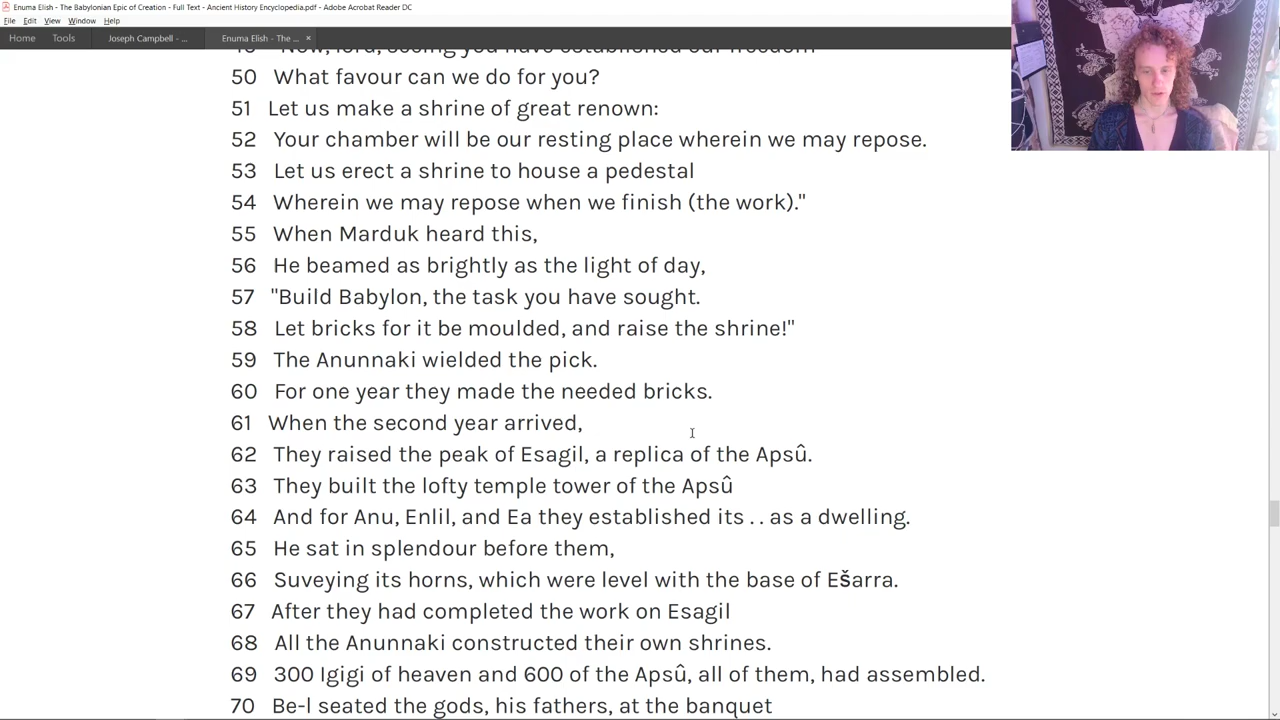 Enuma Elish - The Babylonian Epic of Creation - Full Text - Ancient History Encyclopedia.pdf - Adobe Acrobat Reader DC
File Edit View Window Help
Home Tools Joseph Campbell - ... Enuma Elish - The ... ×
"Now, lord, seeing you have established our freedom
50 What favour can we do for you?
51 Let us make a shrine of great renown:
52 Your chamber will be our resting place wherein we may repose.
53 Let us erect a shrine to house a pedestal
54 Wherein we may repose when we finish (the work)."
55 When Marduk heard this,
56 He beamed as brightly as the light of day,
57 "Build Babylon, the task you have sought.
58 Let bricks for it be moulded, and raise the shrine!"
59 The Anunnaki wielded the pick.
60 For one year they made the needed bricks.
61 When the second year arrived,
62 They raised the peak of Esagil, a replica of the Apsû.
63 They built the lofty temple tower of the Apsû
64 And for Anu, Enlil, and Ea they established its . . as a dwelling.
65 He sat in splendour before them,
66 Suveying its horns, which were level with the base of Ešarra.
67 After they had completed the work on Esagil
68 All the Anunnaki constructed their own shrines.
69 300 Igigi of heaven and 600 of the Apsû, all of them, had assembled.
70 Be-l seated the gods, his fathers, at the banquet